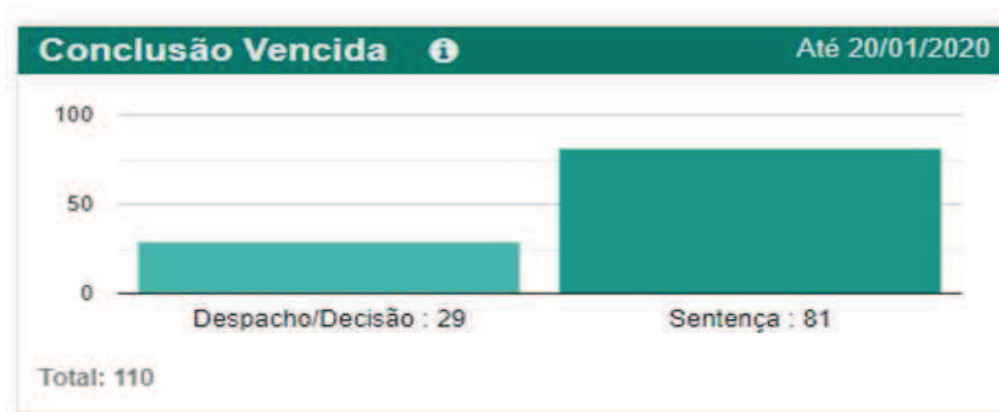 Conclusão Vencida Até 20/01/2020
100
50
0
Despacho/Decisão : 29 Sentença : 81
Total: 110